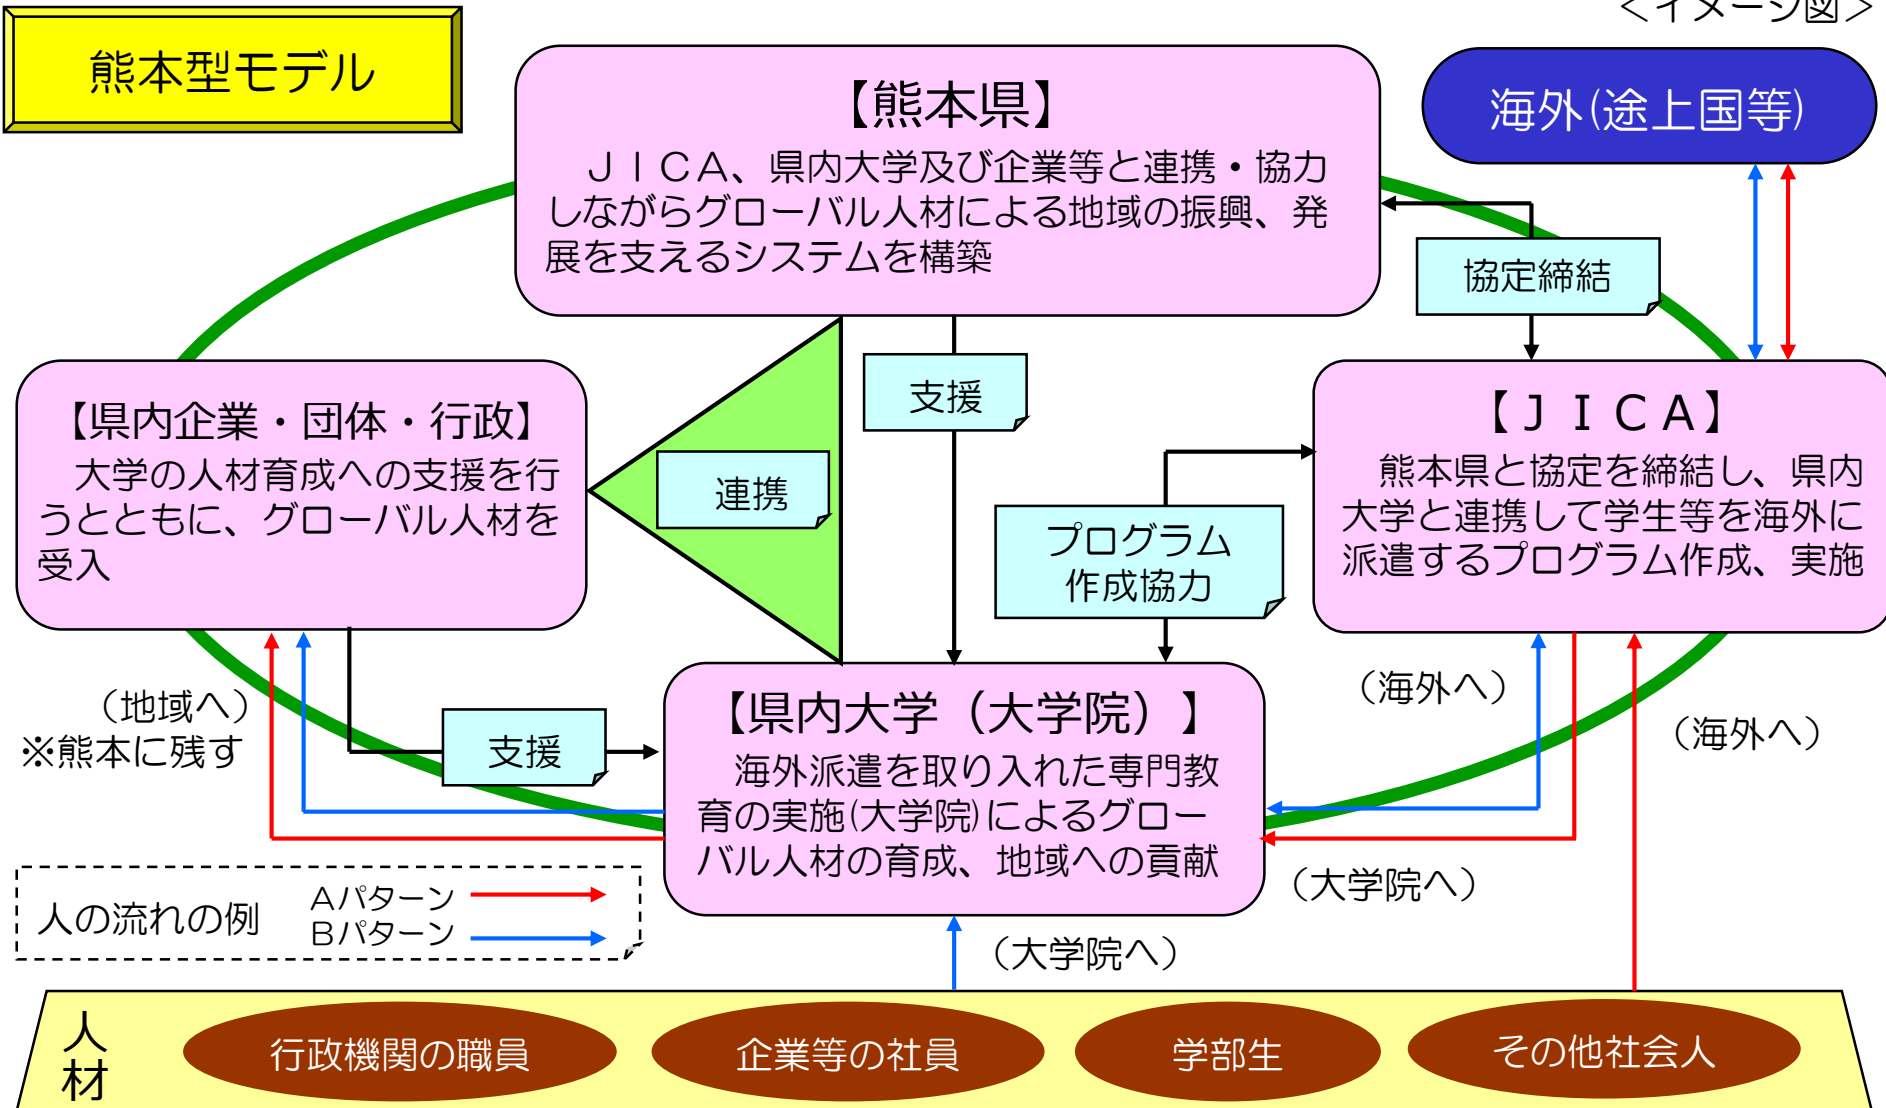 ＜イメージ図＞
熊本型モデル
【熊本県】
ＪＩＣＡ、県内大学及び企業等と連携・協力
しながらグローバル人材による地域の振興、発
展を支えるシステムを構築
海外(途上国等)
協定締結
支援
連携
【県内企業・団体・行政】
大学の人材育成への支援を行
うとともに、グローバル人材を
受入
プログラム
作成協力
【ＪＩＣＡ】
熊本県と協定を締結し、県内
大学と連携して学生等を海外に
派遣するプログラム作成、実施
（地域へ）
※熊本に残す
支援
【県内大学（大学院）】
海外派遣を取り入れた専門教
育の実施(大学院)によるグロー
バル人材の育成、地域への貢献
（海外へ）
（海外へ）
（大学院へ）
人の流れの例
Ａパターン
Ｂパターン
（大学院へ）
人材
行政機関の職員
企業等の社員
学部生
その他社会人